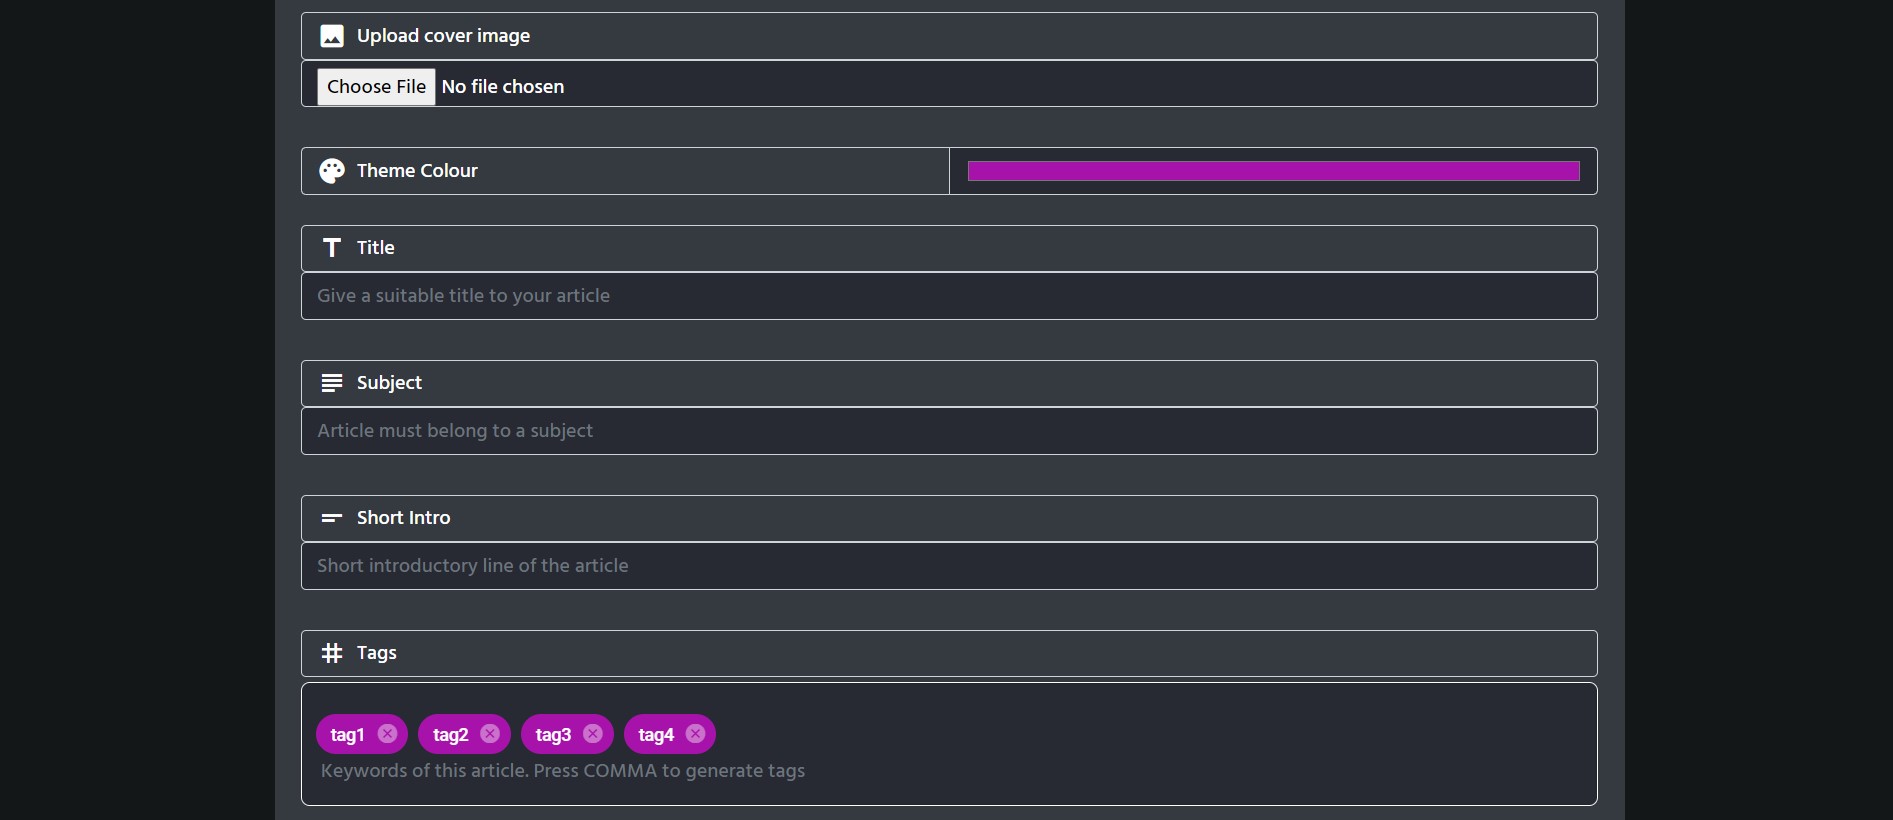 Upload cover image
Choose File No file chosen
Theme Colour
Title
Give a suitable title to your article
Subject
Article must belong to a subject
Short Intro
Short introductory line of the article
Tags
tag1 tag2 tag3 tag4
Keywords of this article. Press COMMA to generate tags